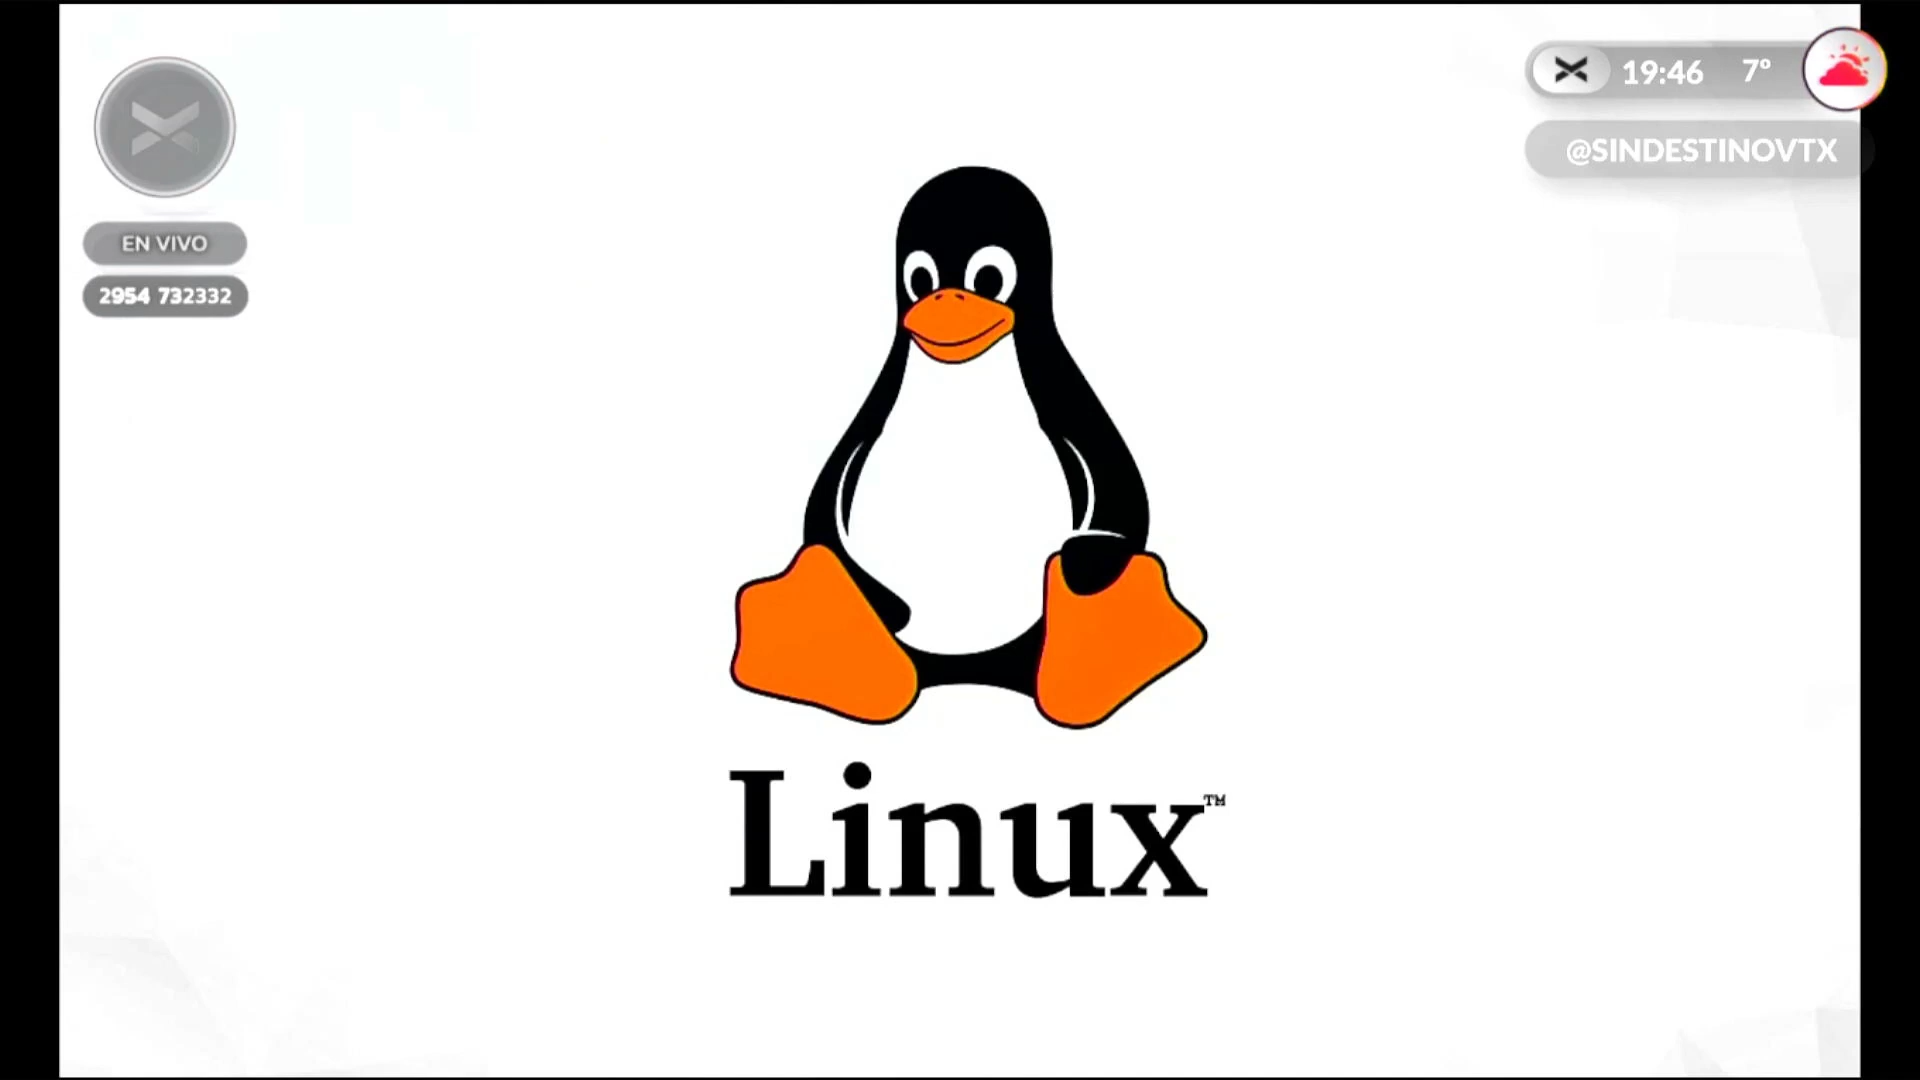 EN VIVO
2954 732332
19:46 7°
@SINDESTINOVTX
Linux™